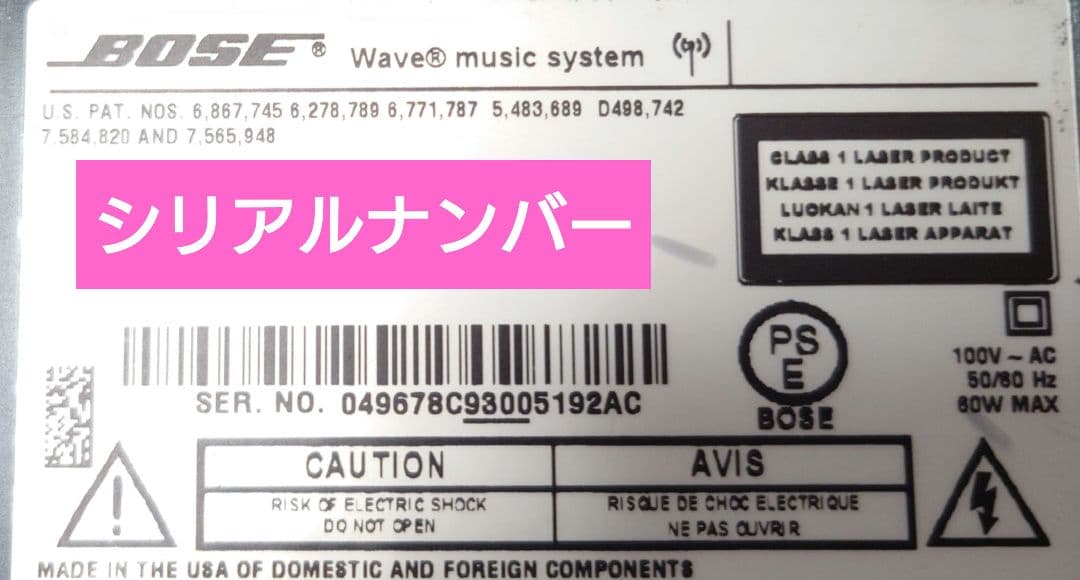 BOSE® Wave® music system
U.S. PAT. NOS. 6,867,745 6,278,789 6,771,787 5,483,689 D498,742
7,584,820 AND 7,565,948
シリアルナンバー
CLASS 1 LASER PRODUCT
KLASSE 1 LASER PRODUKT
LUOKAN 1 LASER LAITE
KLASS 1 LASER APPARAT
SER. NO. 049678C93005192AC
PS
E
BOSE
100V ~ AC
50/60 Hz
60W MAX
CAUTION
RISK OF ELECTRIC SHOCK
DO NOT OPEN
AVIS
RISQUE DE CHOC ELECTRIQUE
NE PAS OUVRIR
MADE IN THE USA OF DOMESTIC AND FOREIGN COMPONENTS